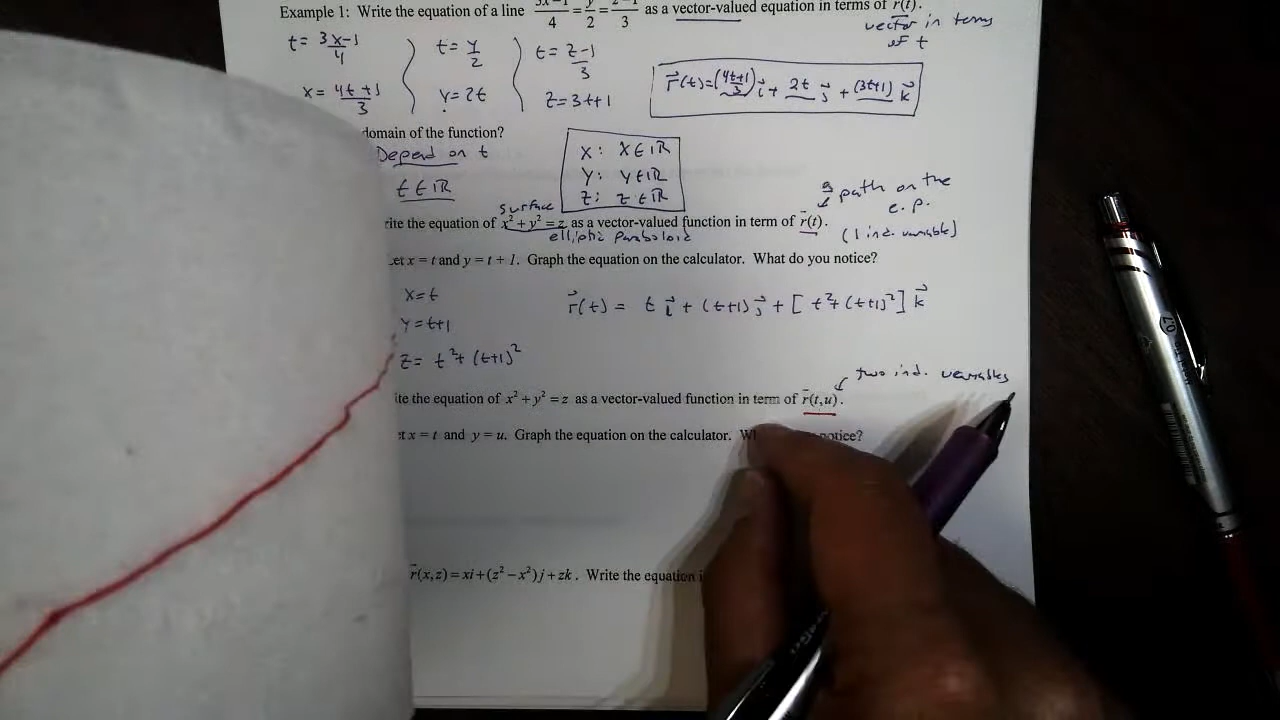 Example 1: Write the equation of a line 3x-1/4 = y/2 = z-1/3 as a vector-valued equation in terms of r(t).
vector in terms
of t
t = 3x-1/4
t = y/2
t = z-1/3
x = 4t+1/3
y = 2t
z = 3t+1
r(t) = (4t+1/3) i + 2t j + (3t+1) k
domain of the function?
Depend on t
t ∈ ℝ
X: X ∈ ℝ
Y: Y ∈ ℝ
Z: Z ∈ ℝ
path on the
e.p.
(1 ind. variable)
surface
rite the equation of x² + y² = z as a vector-valued function in term of r(t).
elliptic paraboloid
et x = t and y = t + 1. Graph the equation on the calculator. What do you notice?
x = t
y = t+1
z = t² + (t+1)²
r(t) = t i + (t+1) j + [t² + (t+1)²] k
two ind. variables
ite the equation of x² + y² = z as a vector-valued function in term of r(t,u).
et x = t and y = u. Graph the equation on the calculator. notice?
r(x,z) = xi + (z² − x²)j + zk. Write the equation